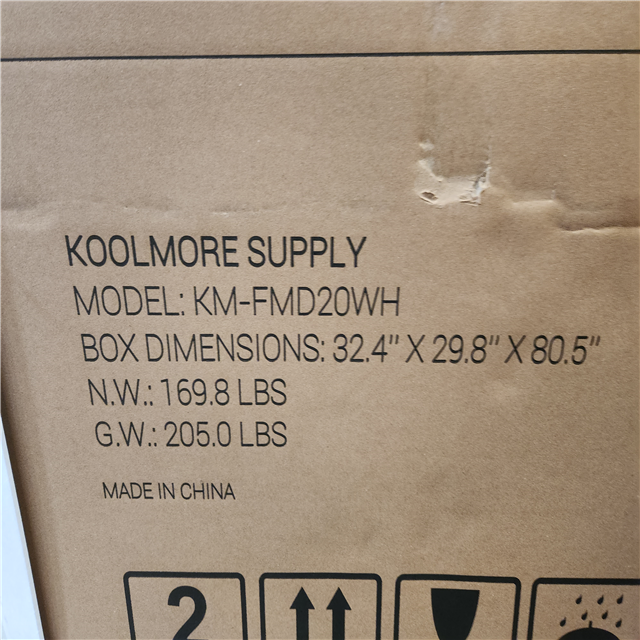 KOOLMORE SUPPLY
MODEL: KM-FMD20WH
BOX DIMENSIONS: 32.4" X 29.8" X 80.5"
N.W.: 169.8 LBS
G.W.: 205.0 LBS
MADE IN CHINA
2